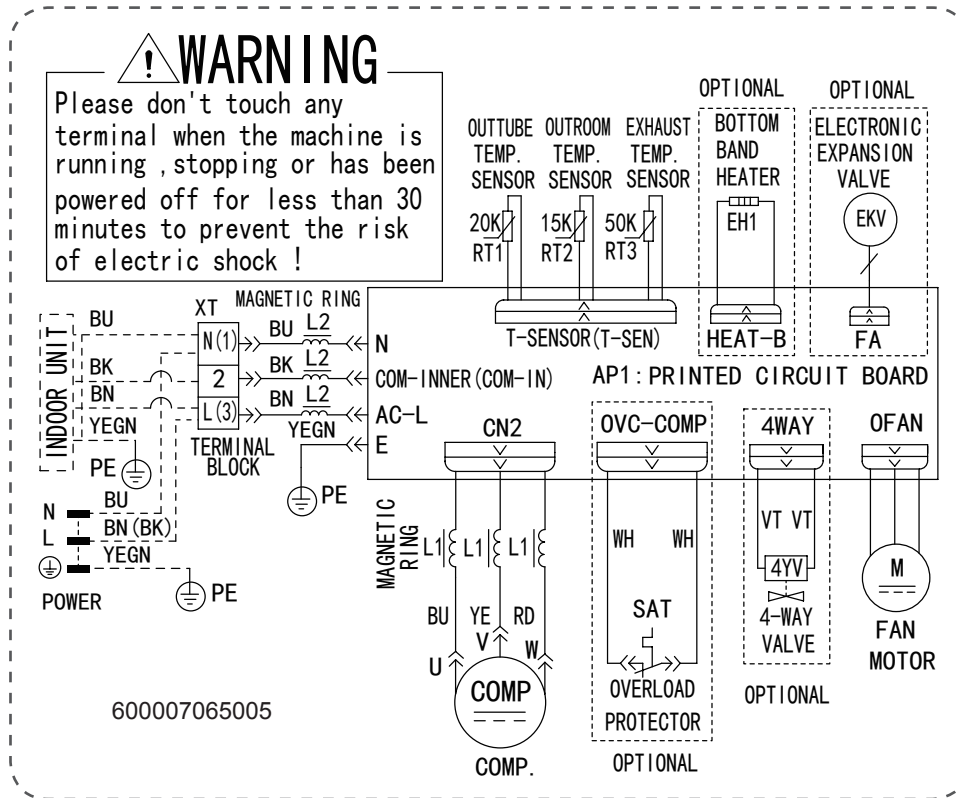 WARNING
Please don't touch any
terminal when the machine is
running ,stopping or has been
powered off for less than 30
minutes to prevent the risk
of electric shock !
OPTIONAL
OPTIONAL
OUTTUBE TEMP. SENSOR
OUTROOM TEMP. SENSOR
EXHAUST TEMP. SENSOR
BOTTOM BAND HEATER
ELECTRONIC EXPANSION VALVE
20K RT1
15K RT2
50K RT3
EH1
EKV
T-SENSOR(T-SEN)
HEAT-B
FA
MAGNETIC RING
XT
INDOOR UNIT
BU
N(1)
BU L2
N
BK
2
BK L2
COM-INNER(COM-IN)
AP1:PRINTED CIRCUIT BOARD
BN
L(3)
BN L2
AC-L
YEGN
YEGN
E
TERMINAL BLOCK
PE
PE
CN2
OVC-COMP
4WAY
OFAN
N
BU
L
BN(BK)
YEGN
PE
POWER
MAGNETIC RING
L1
L1
L1
BU
YE
RD
U
V
W
COMP
COMP.
WH
WH
SAT
OVERLOAD
PROTECTOR
OPTIONAL
VT VT
4YV
4-WAY
VALVE
OPTIONAL
M
FAN
MOTOR
600007065005